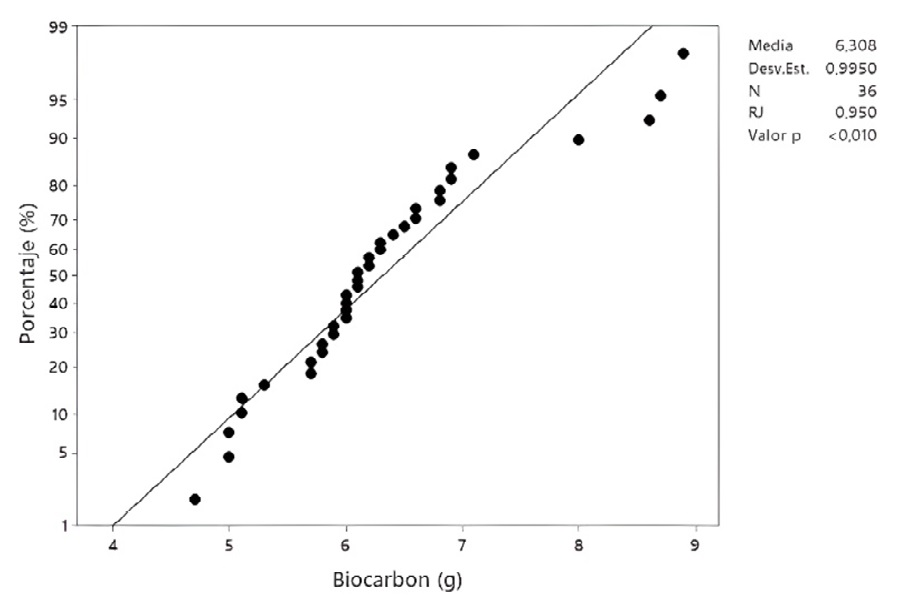 99
95
90
80
70
60
50
40
30
20
10
5
1
Porcentaje (%)
4 5 6 7 8 9
Biocarbon (g)
Media 6,308
Desv.Est. 0,9950
N 36
RJ 0,950
Valor p <0,010